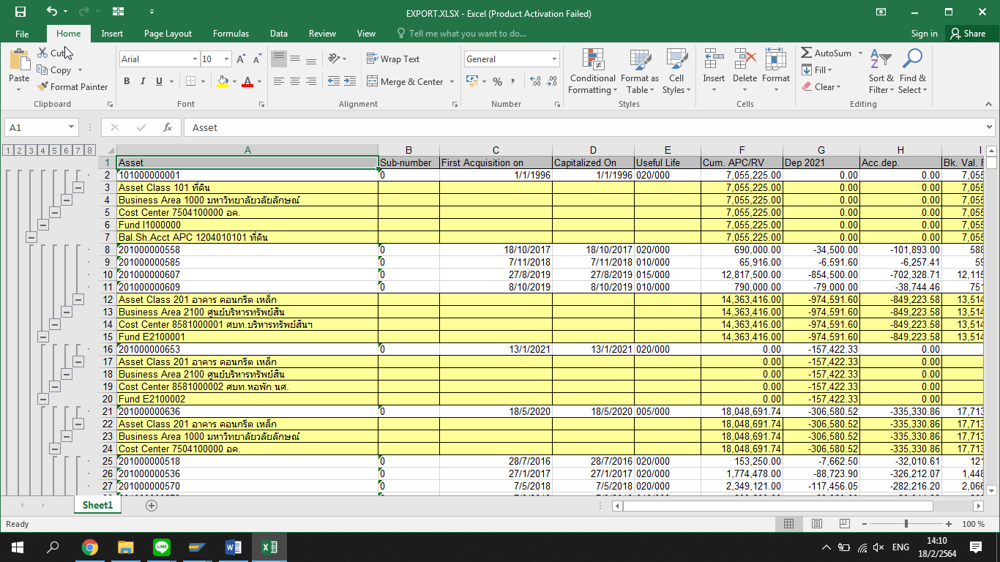 EXPORT.XLSX - Excel (Product Activation Failed)
File Home Insert Page Layout Formulas Data Review View Tell me what you want to do... Sign in Share
Paste
Cut
Copy
Format Painter
Clipboard
Arial 10
B I U
Font
Wrap Text
Merge & Center
Alignment
General
Number
Conditional Formatting
Format as Table
Cell Styles
Styles
Insert Delete Format
Cells
AutoSum
Fill
Clear
Sort & Filter
Find & Select
Editing
A1 fx Asset
1 2 3 4 5 6 7 8
A B C D E F G H I
1 Asset Sub-number First Acquisition on Capitalized On Useful Life Cum. APC/RV Dep 2021 Acc.dep. Bk. Val.
2 101000000001 0 1/1/1996 1/1/1996 020/000 7,055,225.00 0.00 0.00 7,055
3 Asset Class 101 ที่ดิน 7,055,225.00 0.00 0.00 7,055
4 Business Area 1000 มหาวิทยาลัยวลัยลักษณ์ 7,055,225.00 0.00 0.00 7,055
5 Cost Center 7504100000 อค. 7,055,225.00 0.00 0.00 7,055
6 Fund I1000000 7,055,225.00 0.00 0.00 7,055
7 Bal.Sh.Acct APC 1204010101 ที่ดิน 7,055,225.00 0.00 0.00 7,055
8 201000000558 0 18/10/2017 18/10/2017 020/000 690,000.00 -34,500.00 -101,893.00 588
9 201000000585 0 7/11/2018 7/11/2018 010/000 65,916.00 -6,591.60 -6,257.41 59
10 201000000607 0 27/8/2019 27/8/2019 015/000 12,817,500.00 -854,500.00 -702,328.71 12,115
11 201000000609 0 8/10/2019 8/10/2019 010/000 790,000.00 -79,000.00 -38,744.46 751
12 Asset Class 201 อาคาร คอนกรีต เหล็ก 14,363,416.00 -974,591.60 -849,223.58 13,514
13 Business Area 2100 ศูนย์บริหารทรัพย์สิน 14,363,416.00 -974,591.60 -849,223.58 13,514
14 Cost Center 8581000001 ศบท.บริหารทรัพย์สินฯ 14,363,416.00 -974,591.60 -849,223.58 13,514
15 Fund E2100001 14,363,416.00 -974,591.60 -849,223.58 13,514
16 201000000653 0 13/1/2021 13/1/2021 020/000 0.00 -157,422.33 0.00
17 Asset Class 201 อาคาร คอนกรีต เหล็ก 0.00 -157,422.33 0.00
18 Business Area 2100 ศูนย์บริหารทรัพย์สิน 0.00 -157,422.33 0.00
19 Cost Center 8581000002 ศบท.หอพัก นศ. 0.00 -157,422.33 0.00
20 Fund E2100002 0.00 -157,422.33 0.00
21 201000000636 0 18/5/2020 18/5/2020 005/000 18,048,691.74 -306,580.52 -335,330.86 17,713
22 Asset Class 201 อาคาร คอนกรีต เหล็ก 18,048,691.74 -306,580.52 -335,330.86 17,713
23 Business Area 1000 มหาวิทยาลัยวลัยลักษณ์ 18,048,691.74 -306,580.52 -335,330.86 17,713
24 Cost Center 7504100000 อค. 18,048,691.74 -306,580.52 -335,330.86 17,713
25 201000000518 0 28/7/2016 28/7/2016 020/000 153,250.00 -7,662.50 -32,010.61 121
26 201000000536 0 27/1/2017 27/1/2017 020/000 1,774,478.00 -88,723.90 -326,212.07 1,448
27 201000000570 0 7/5/2018 7/5/2018 020/000 2,349,121.00 -117,456.05 -282,216.20 2,066
Sheet1
Ready 100 %
LINE
ENG
14:10
18/2/2564